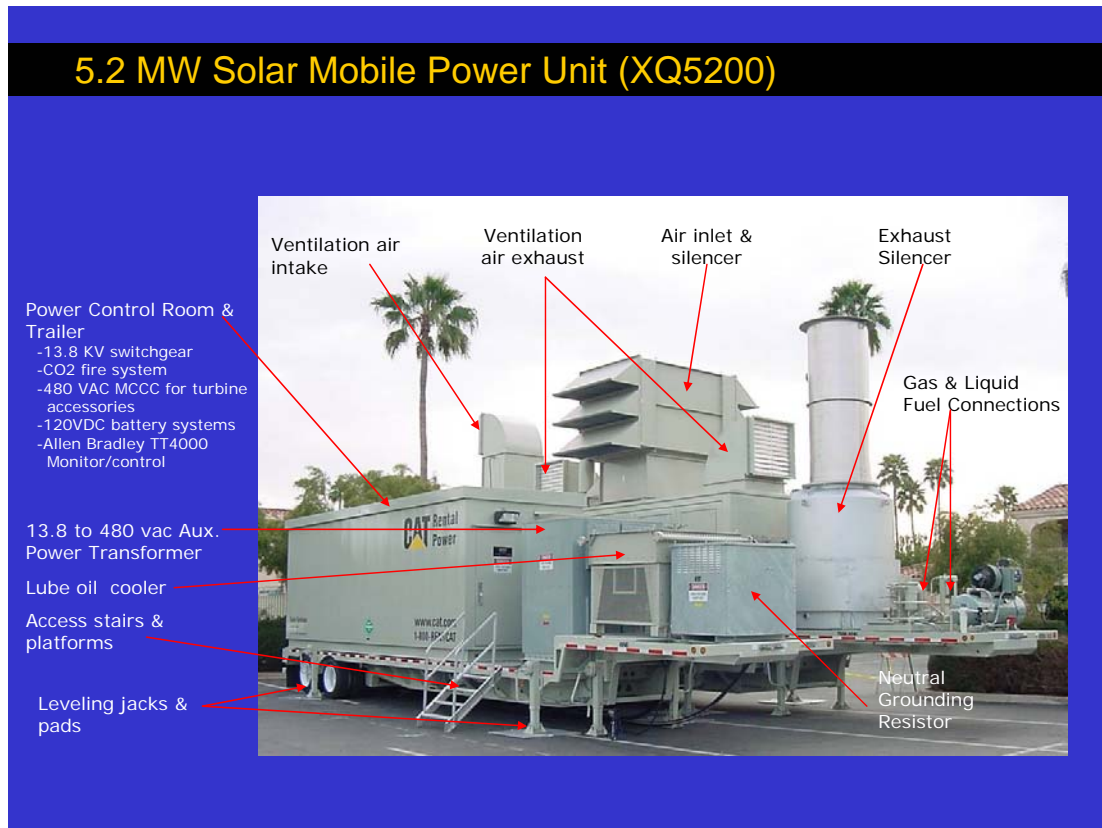 5.2 MW Solar Mobile Power Unit (XQ5200)
Ventilation air
intake
Ventilation
air exhaust
Air inlet &
silencer
Exhaust
Silencer
Power Control Room &
Trailer
-13.8 KV switchgear
-CO2 fire system
-480 VAC MCCC for turbine
accessories
-120VDC battery systems
-Allen Bradley TT4000
Monitor/control
Gas & Liquid
Fuel Connections
13.8 to 480 vac Aux.
Power Transformer
Lube oil cooler
Access stairs &
platforms
Leveling jacks &
pads
Neutral
Grounding
Resistor
CAT Rental
Power
www.cat.com